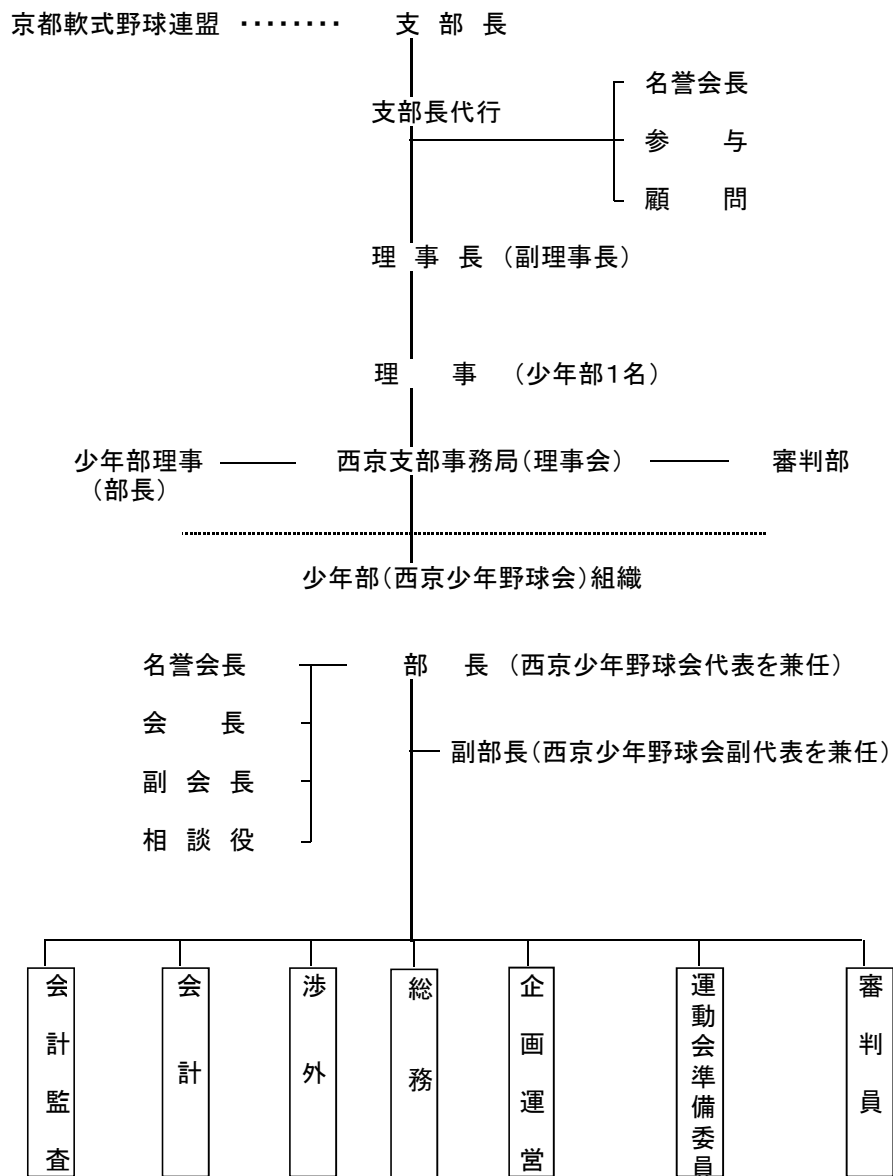 京都軟式野球連盟 ‥‥‥‥ 支 部 長
名誉会長
支部長代行
参 与
顧 問
理 事 長 (副理事長)
理 事 (少年部1名)
少年部理事 西京支部事務局(理事会) 審判部
(部長)
少年部(西京少年野球会)組織
名誉会長 部 長 (西京少年野球会代表を兼任)
会 長
副部長(西京少年野球会副代表を兼任)
副 会 長
相 談 役
会計監査
会計
渉外
総務
企画運営
運動会準備委員
審判員